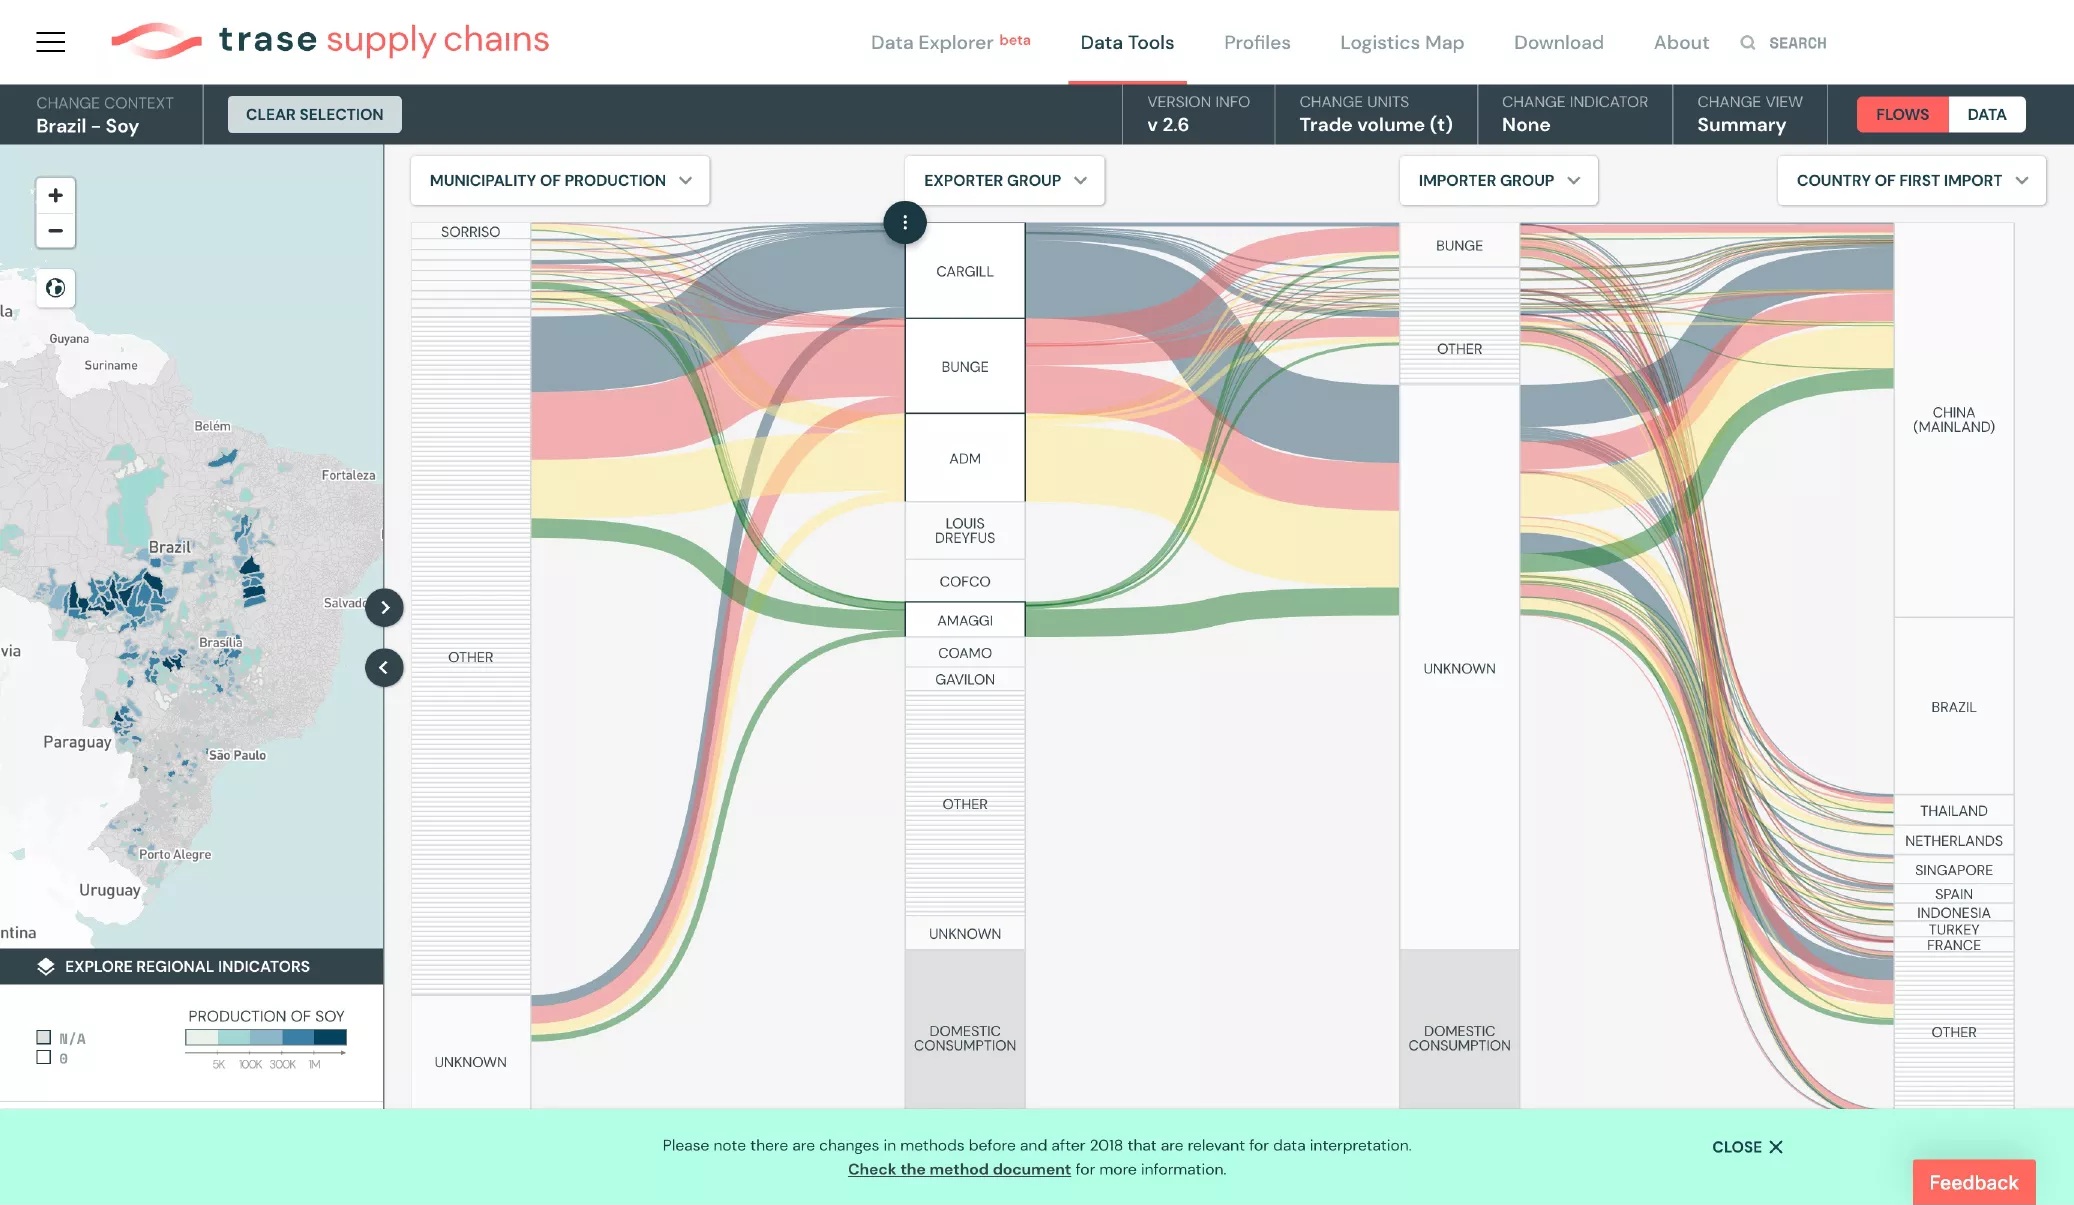 trase supply chains
Data Explorer beta
Data Tools
Profiles
Logistics Map
Download
About
SEARCH
CHANGE CONTEXT
Brazil - Soy
CLEAR SELECTION
VERSION INFO
v 2.6
CHANGE UNITS
Trade volume (t)
CHANGE INDICATOR
None
CHANGE VIEW
Summary
FLOWS
DATA
MUNICIPALITY OF PRODUCTION
EXPORTER GROUP
IMPORTER GROUP
COUNTRY OF FIRST IMPORT
+
−
la
Guyana
Suriname
Belém
Fortaleza
Brazil
Salvad
Brasília
via
Paraguay
São Paulo
Porto Alegre
Uruguay
ntina
EXPLORE REGIONAL INDICATORS
PRODUCTION OF SOY
N/A
0
5K 100K 300K 1M
SORRISO
OTHER
UNKNOWN
CARGILL
BUNGE
ADM
LOUIS
DREYFUS
COFCO
AMAGGI
COAMO
GAVILON
OTHER
UNKNOWN
DOMESTIC
CONSUMPTION
BUNGE
OTHER
UNKNOWN
DOMESTIC
CONSUMPTION
CHINA
(MAINLAND)
BRAZIL
THAILAND
NETHERLANDS
SINGAPORE
SPAIN
INDONESIA
TURKEY
FRANCE
OTHER
Please note there are changes in methods before and after 2018 that are relevant for data interpretation.
Check the method document for more information.
CLOSE
Feedback